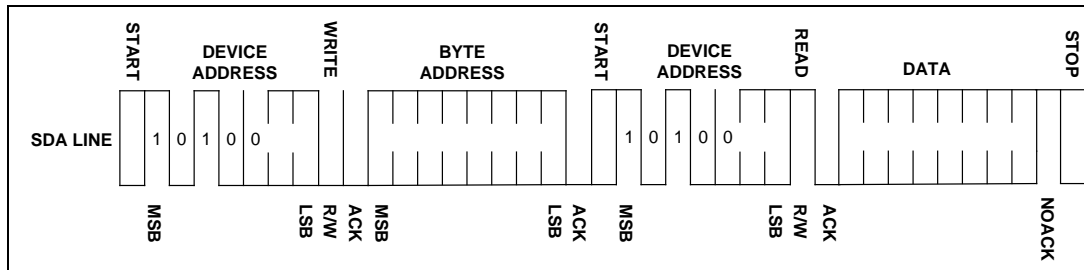 START DEVICE ADDRESS WRITE BYTE ADDRESS START DEVICE ADDRESS READ DATA STOP
SDA LINE 1 0 1 0 0 1 0 1 0 0
MSB LSB R/W ACK MSB LSB ACK MSB LSB R/W ACK NOACK